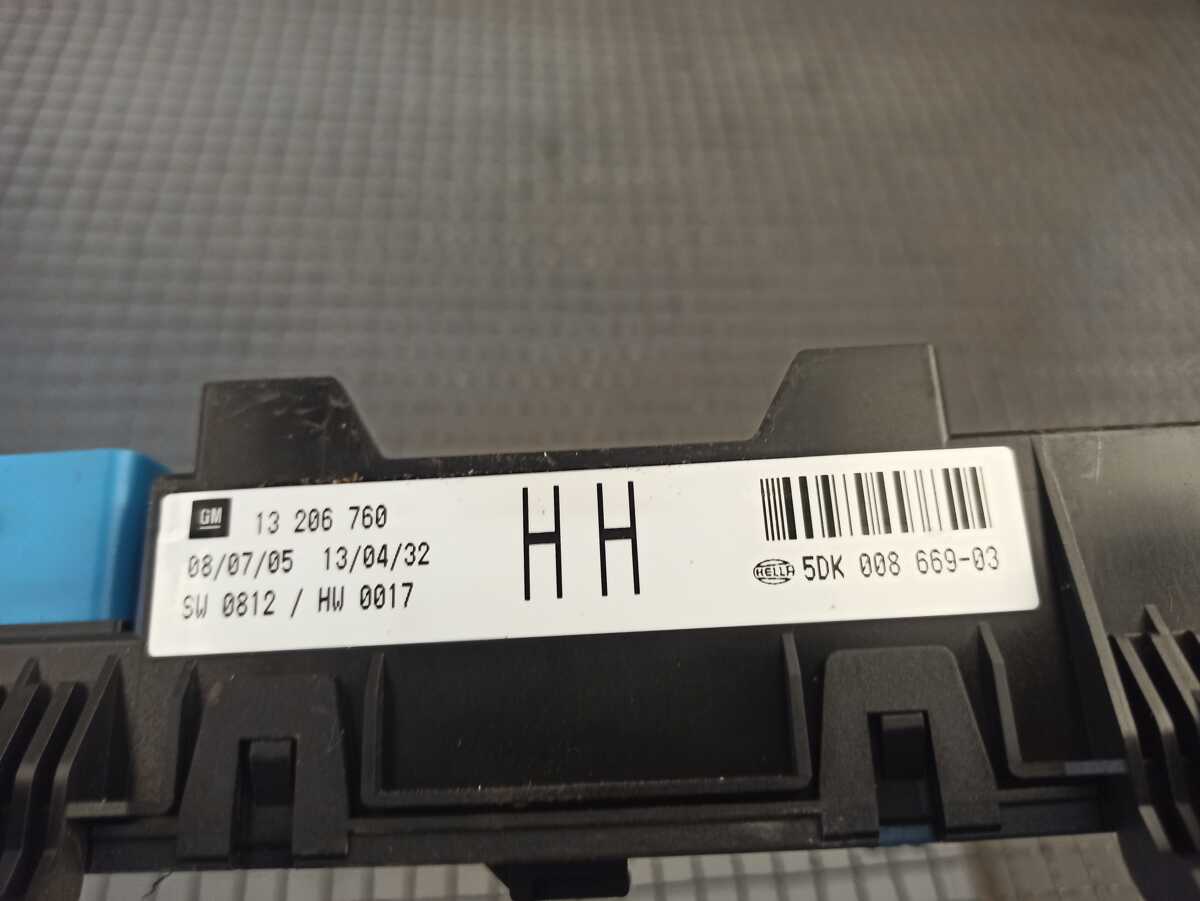 GM 13 206 760
08/07/05 13/04/32
SW 0812 / HW 0017
HH
HELLA 5DK 008 669-03